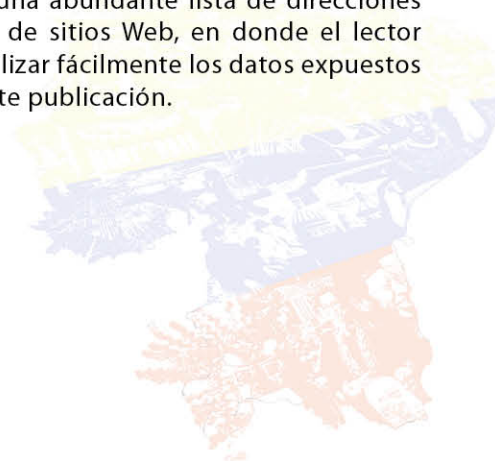 una abundante lista de direcciones
de sitios Web, en donde el lector
lizar fácilmente los datos expuestos
te publicación.